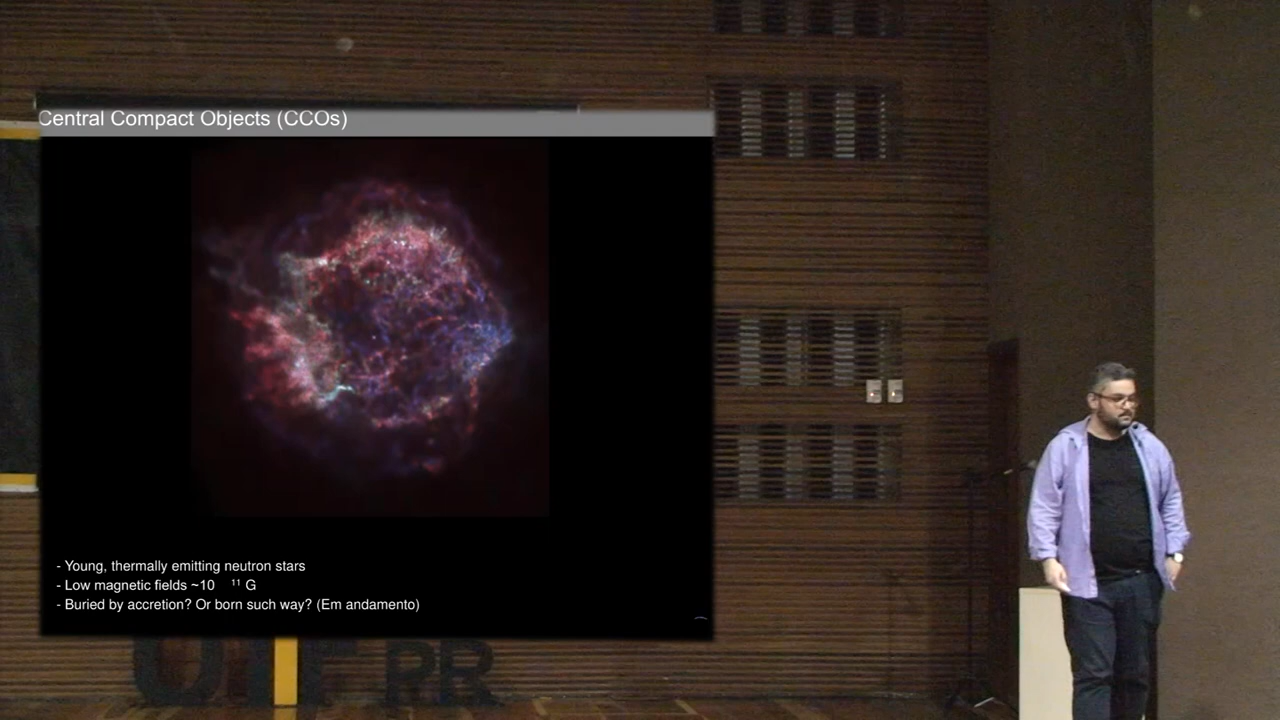 Central Compact Objects (CCOs)
- Young, thermally emitting neutron stars
- Low magnetic fields ~10 ¹¹ G
- Buried by accretion? Or born such way? (Em andamento)
UTFPR